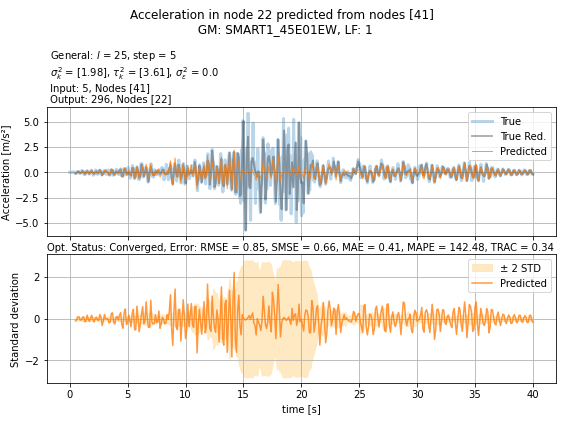 Acceleration in node 22 predicted from nodes [41]
GM: SMART1_45E01EW, LF: 1
General: l = 25, step = 5
σ²ₖ = [1.98], τ²ₖ = [3.61], σ²_ε = 0.0
Input: 5, Nodes [41]
Output: 296, Nodes [22]
Acceleration [m/s²]
5.0
2.5
0.0
−2.5
−5.0
True
True Red.
Predicted
Opt. Status: Converged, Error: RMSE = 0.85, SMSE = 0.66, MAE = 0.41, MAPE = 142.48, TRAC = 0.34
Standard deviation
2
0
−2
± 2 STD
Predicted
0 5 10 15 20 25 30 35 40
time [s]